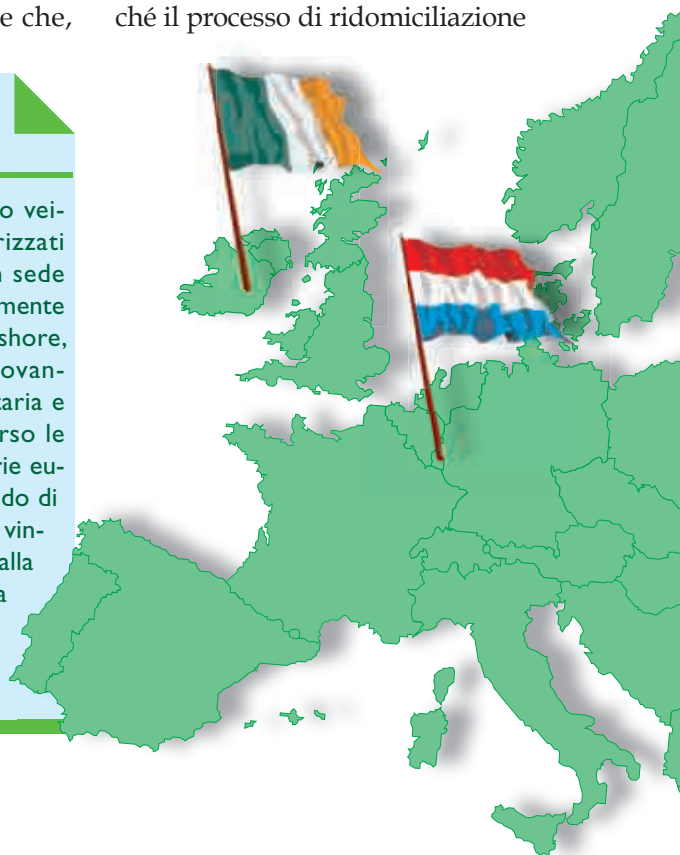 e che,
ché il processo di ridomiciliazione
o vei-
rizzati
sede
mente
shore,
ovan-
taria e
rso le
rie eu-
do di
vin-
alla
a